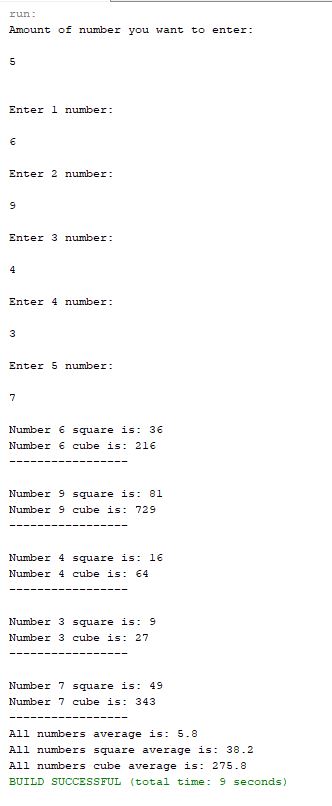 run:
Amount of number you want to enter:
5
Enter 1 number:
6
Enter 2 number:
9
Enter 3 number:
4
Enter 4 number:
3
Enter 5 number:
7
Number 6 square is: 36
Number 6 cube is: 216
-----------------
Number 9 square is: 81
Number 9 cube is: 729
-----------------
Number 4 square is: 16
Number 4 cube is: 64
-----------------
Number 3 square is: 9
Number 3 cube is: 27
-----------------
Number 7 square is: 49
Number 7 cube is: 343
-----------------
All numbers average is: 5.8
All numbers square average is: 38.2
All numbers cube average is: 275.8
BUILD SUCCESSFUL (total time: 9 seconds)